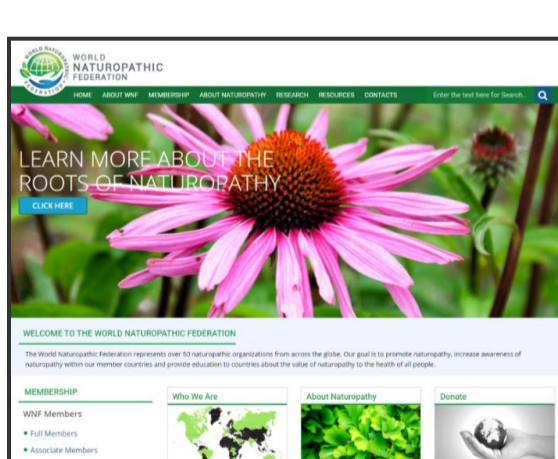 WORLD NATUROPATHIC FEDERATION
WORLD
NATUROPATHIC
FEDERATION
HOME ABOUT WNF MEMBERSHIP ABOUT NATUROPATHY RESEARCH RESOURCES CONTACTS Enter the text here for Search..
LEARN MORE ABOUT THE
ROOTS OF NATUROPATHY
CLICK HERE
WELCOME TO THE WORLD NATUROPATHIC FEDERATION
The World Naturopathic Federation represents over 50 naturopathic organizations from across the globe. Our goal is to promote naturopathy, increase awareness of
naturopathy within our member countries and provide education to countries about the value of naturopathy to the health of all people.
MEMBERSHIP
WNF Members
Full Members
Associate Members
Who We Are
About Naturopathy
Donate